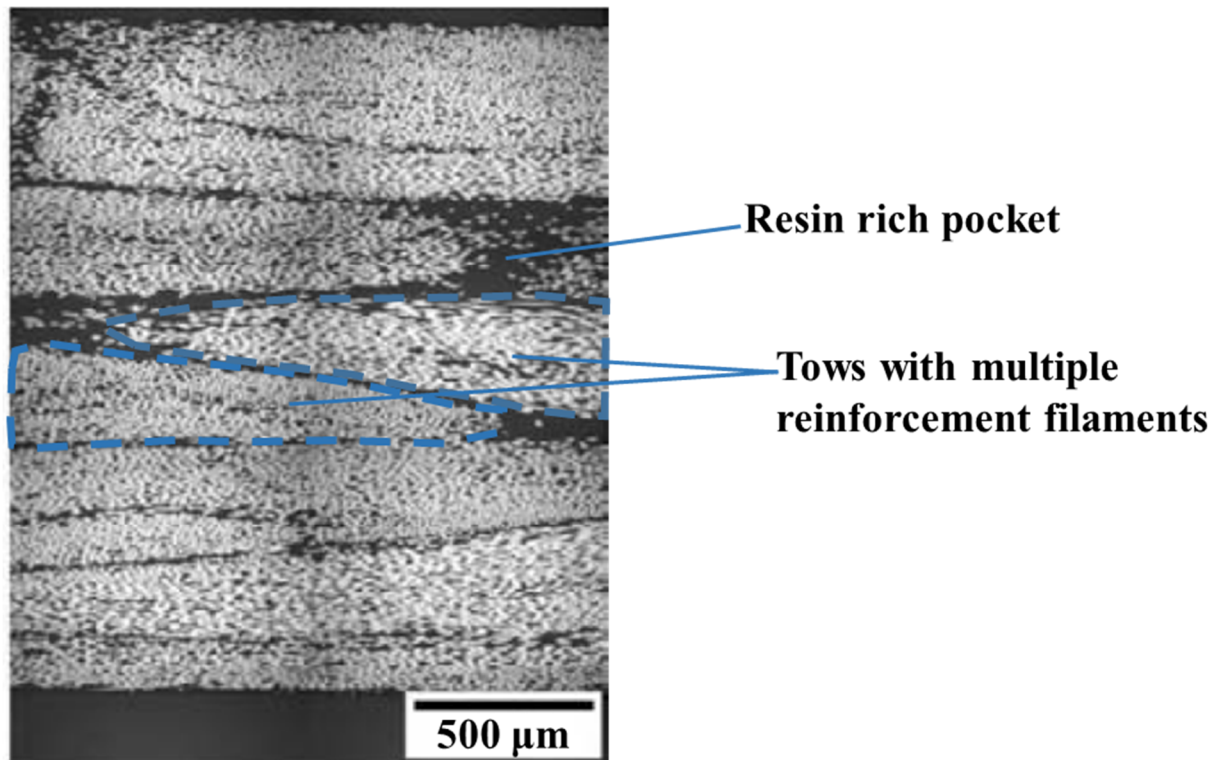 Resin rich pocket
Tows with multiple
reinforcement filaments
500 μm